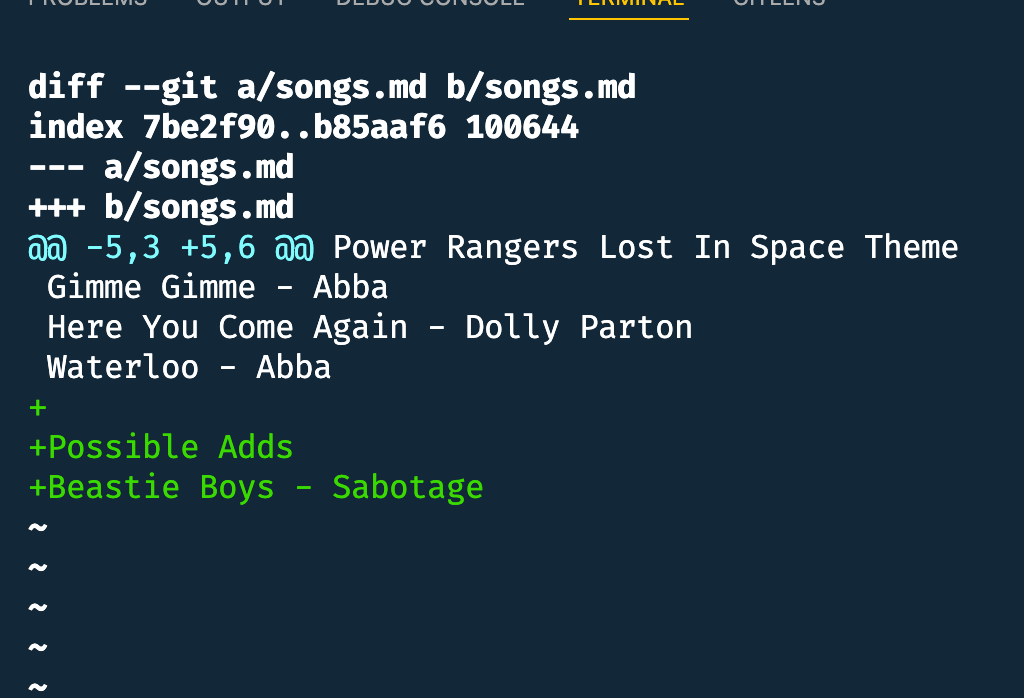 PROBLEMS OUTPUT DEBUG CONSOLE TERMINAL GITLENS
diff --git a/songs.md b/songs.md
index 7be2f90..b85aaf6 100644
--- a/songs.md
+++ b/songs.md
@@ -5,3 +5,6 @@ Power Rangers Lost In Space Theme
 Gimme Gimme - Abba
 Here You Come Again - Dolly Parton
 Waterloo - Abba
+
+Possible Adds
+Beastie Boys - Sabotage
~
~
~
~
~